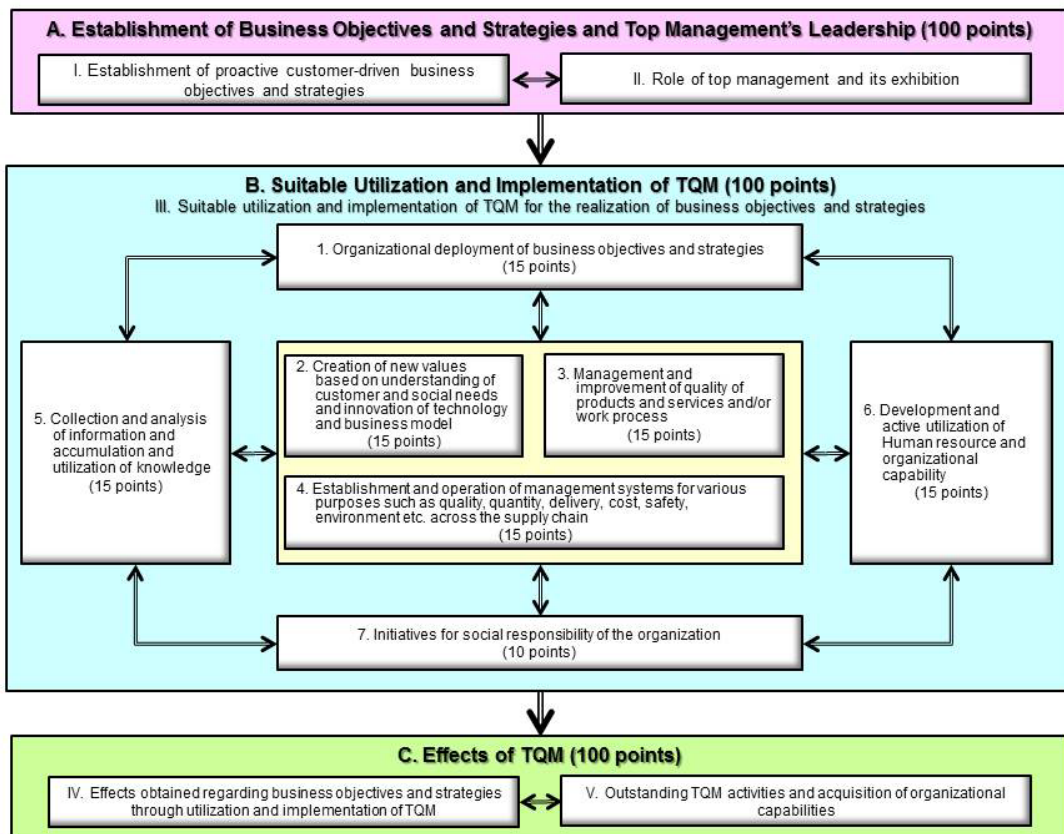 A. Establishment of Business Objectives and Strategies and Top Management's Leadership (100 points)
I. Establishment of proactive customer-driven business
objectives and strategies
II. Role of top management and its exhibition
B. Suitable Utilization and Implementation of TQM (100 points)
III. Suitable utilization and implementation of TQM for the realization of business objectives and strategies
1. Organizational deployment of business objectives and strategies
(15 points)
2. Creation of new values
based on understanding of
customer and social needs
and innovation of technology
and business model
(15 points)
3. Management and
improvement of quality of
products and services and/or
work process
(15 points)
4. Establishment and operation of management systems for various
purposes such as quality, quantity, delivery, cost, safety,
environment etc. across the supply chain
(15 points)
5. Collection and analysis
of information and
accumulation and
utilization of knowledge
(15 points)
6. Development and
active utilization of
Human resource and
organizational
capability
(15 points)
7. Initiatives for social responsibility of the organization
(10 points)
C. Effects of TQM (100 points)
IV. Effects obtained regarding business objectives and strategies
through utilization and implementation of TQM
V. Outstanding TQM activities and acquisition of organizational
capabilities